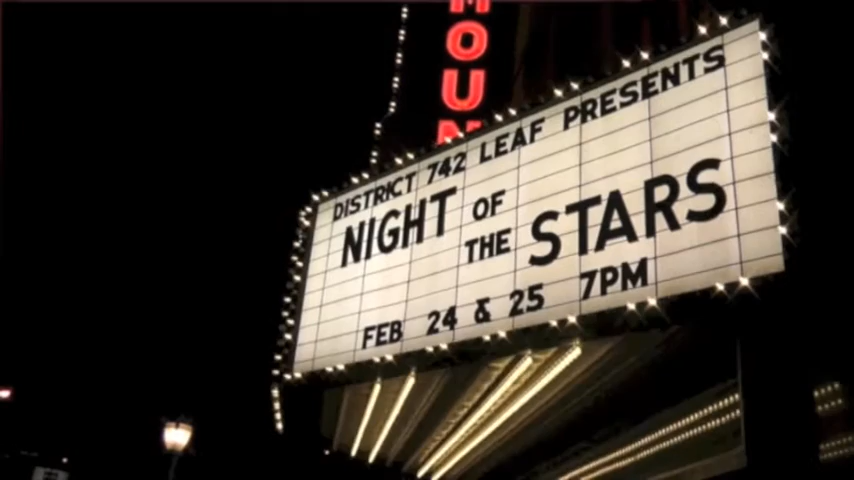 MOUN
DISTRICT 742 LEAF PRESENTS
NIGHT OF THE STARS
FEB 24 & 25 7PM